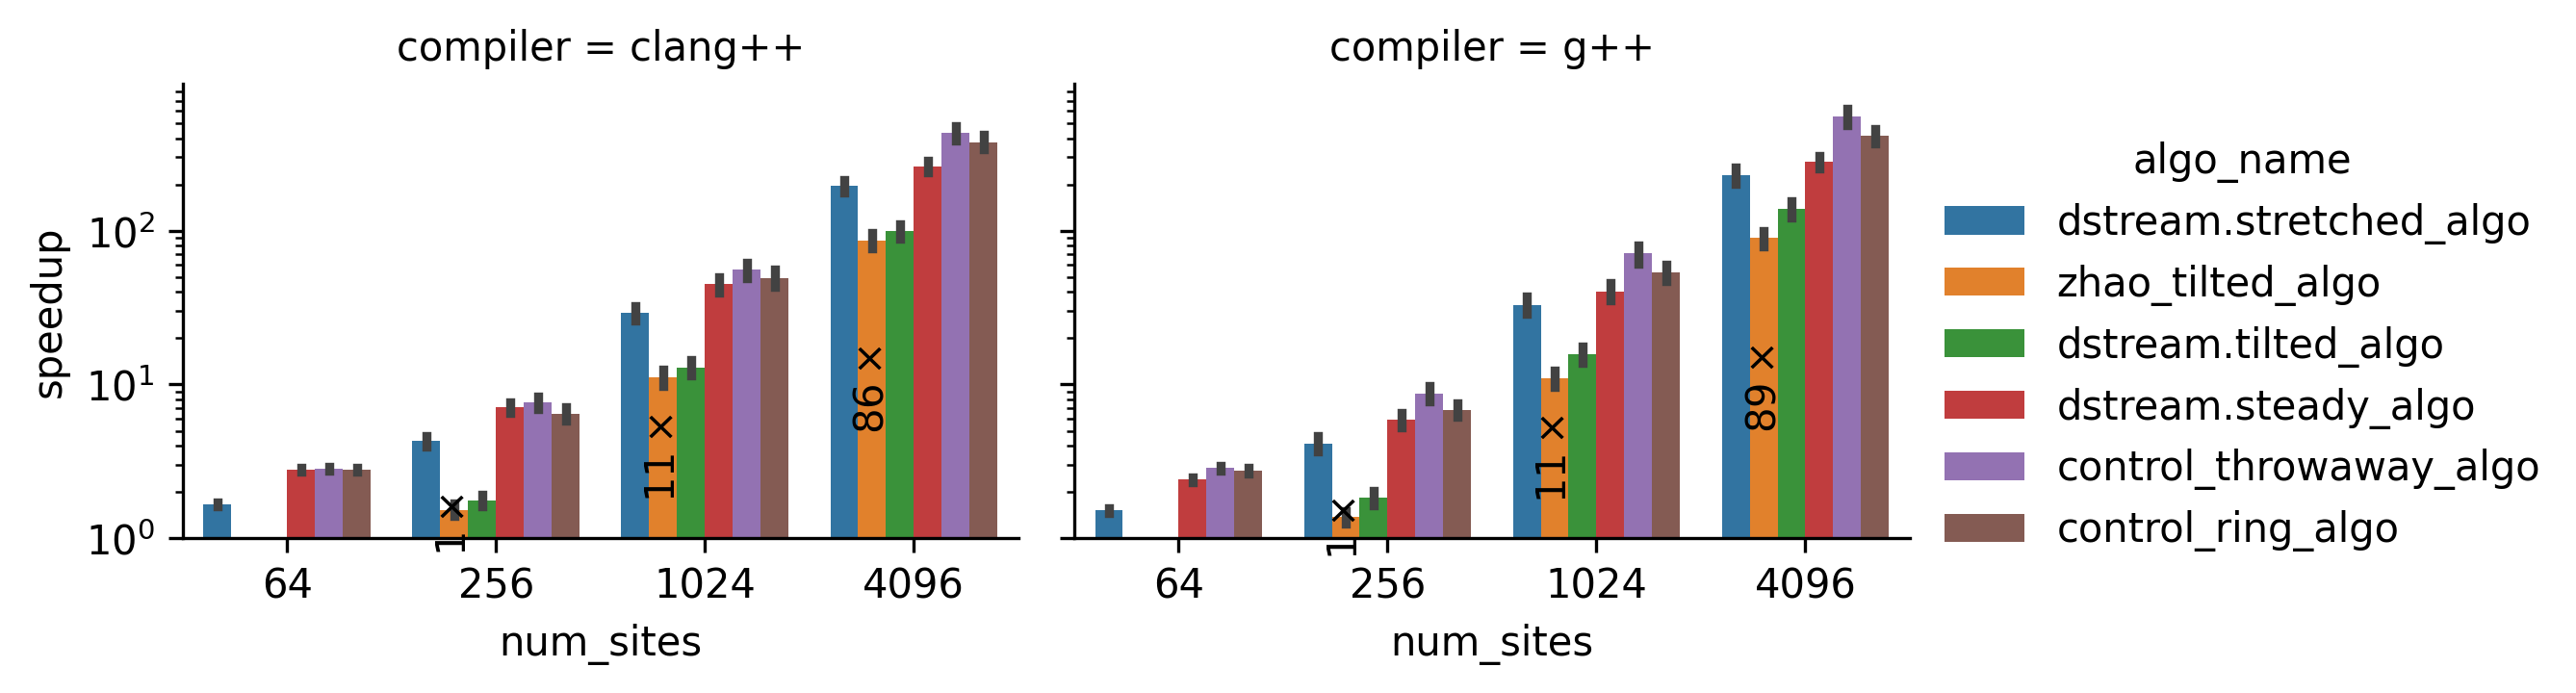 compiler = clang++
compiler = g++
speedup
10²
10¹
10⁰
1 ×
11 ×
86 ×
1 ×
11 ×
89 ×
64
256
1024
4096
64
256
1024
4096
num_sites
num_sites
algo_name
dstream.stretched_algo
zhao_tilted_algo
dstream.tilted_algo
dstream.steady_algo
control_throwaway_algo
control_ring_algo